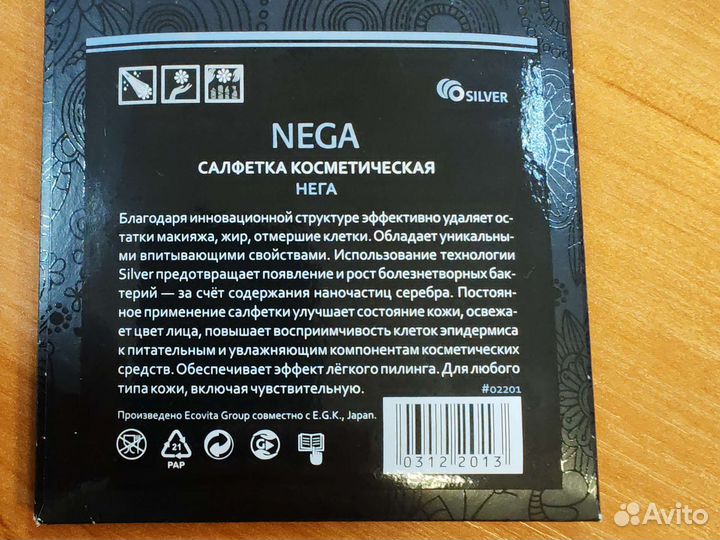 SILVER
NEGA
САЛФЕТКА КОСМЕТИЧЕСКАЯ
НЕГА
Благодаря инновационной структуре эффективно удаляет ос-
татки макияжа, жир, отмершие клетки. Обладает уникальны-
ми впитывающими свойствами. Использование технологии
Silver предотвращает появление и рост болезнетворных бак-
терий — за счёт содержания наночастиц серебра. Постоян-
ное применение салфетки улучшает состояние кожи, освежа-
ет цвет лица, повышает восприимчивость клеток эпидермиса
к питательным и увлажняющим компонентам косметических
средств. Обеспечивает эффект лёгкого пилинга. Для любого
типа кожи, включая чувствительную.
#02201
Произведено Ecovita Group совместно с E.G.K., Japan.
21
PAP
0312 2013
Avito